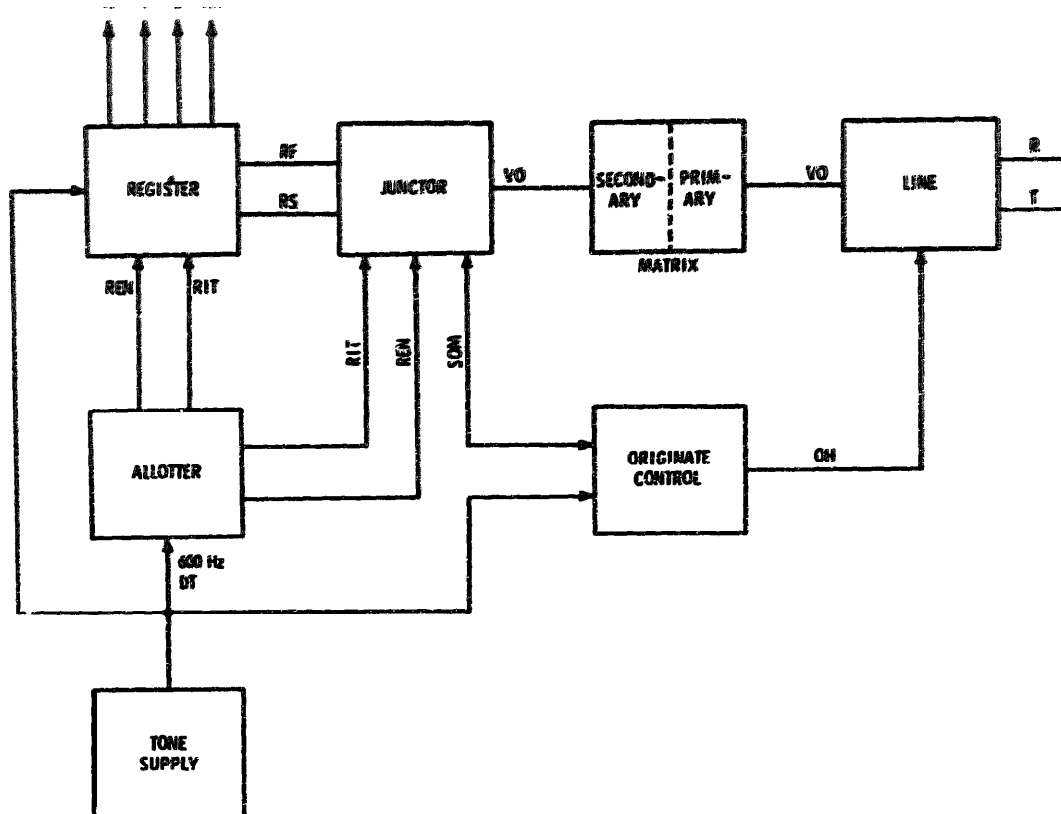 REGISTER
RF
RS
JUNCTOR
VO
SECOND-
ARY
PRIM-
ARY
MATRIX
VO
LINE
R
T
REN
RIT
RIT
REN
SOM
ALLOTTER
ORIGINATE
CONTROL
OH
600 Hz
DT
TONE
SUPPLY